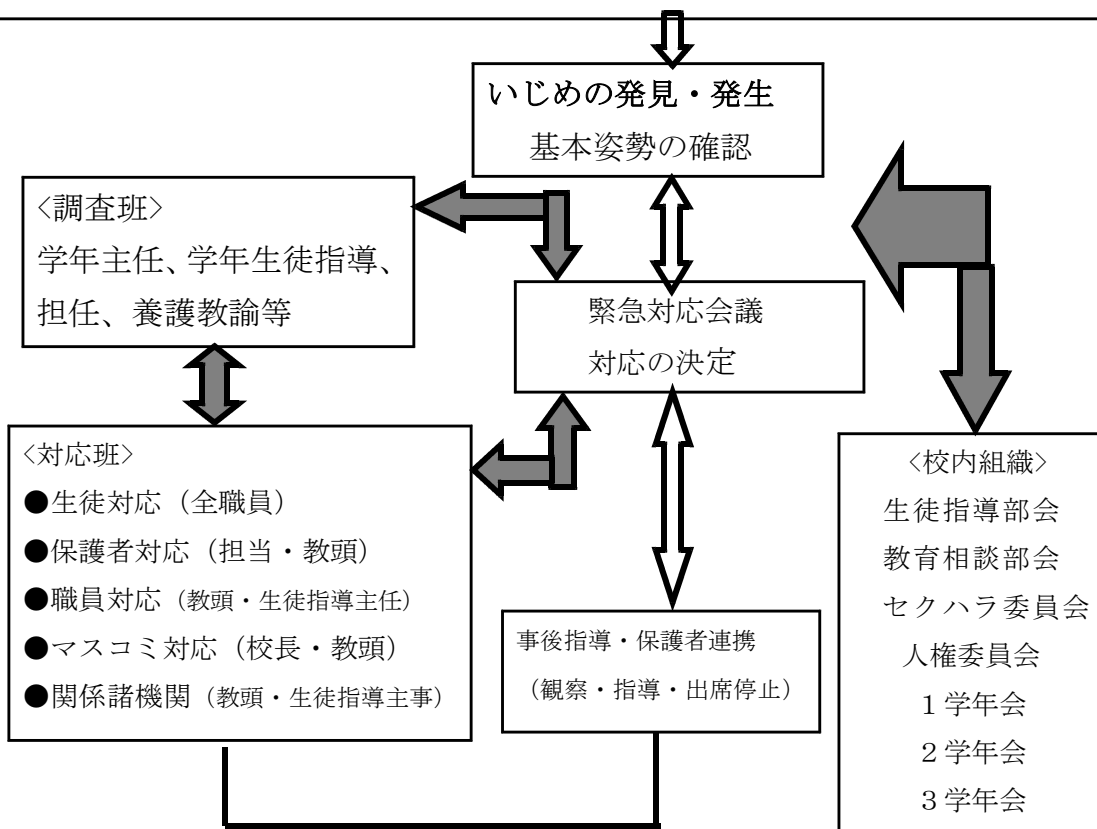 いじめの発見・発生
基本姿勢の確認
〈調査班〉
学年主任、学年生徒指導、
担任、養護教諭等
緊急対応会議
対応の決定
〈対応班〉
●生徒対応（全職員）
●保護者対応（担当・教頭）
●職員対応（教頭・生徒指導主任）
●マスコミ対応（校長・教頭）
●関係諸機関（教頭・生徒指導主事）
事後指導・保護者連携
（観察・指導・出席停止）
〈校内組織〉
生徒指導部会
教育相談部会
セクハラ委員会
人権委員会
１学年会
２学年会
３学年会